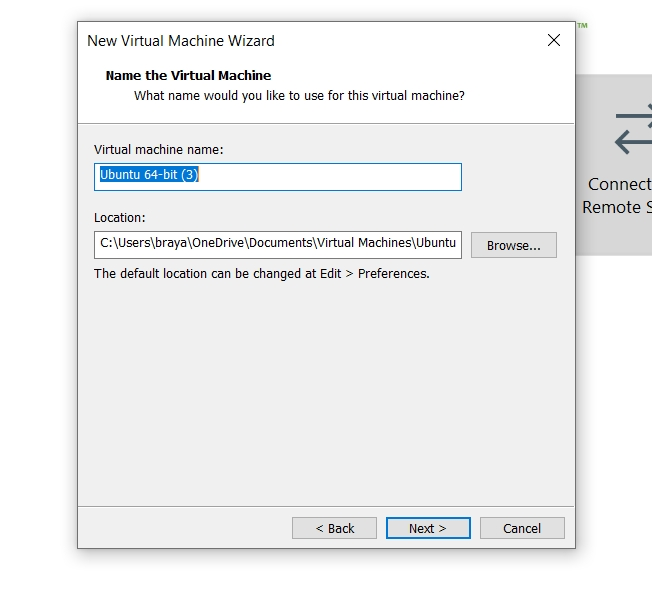 ™
New Virtual Machine Wizard
Name the Virtual Machine
What name would you like to use for this virtual machine?
Virtual machine name:
Ubuntu 64-bit (3)
Location:
C:\Users\braya\OneDrive\Documents\Virtual Machines\Ubuntu
Browse...
The default location can be changed at Edit > Preferences.
< Back
Next >
Cancel
Connect
Remote S